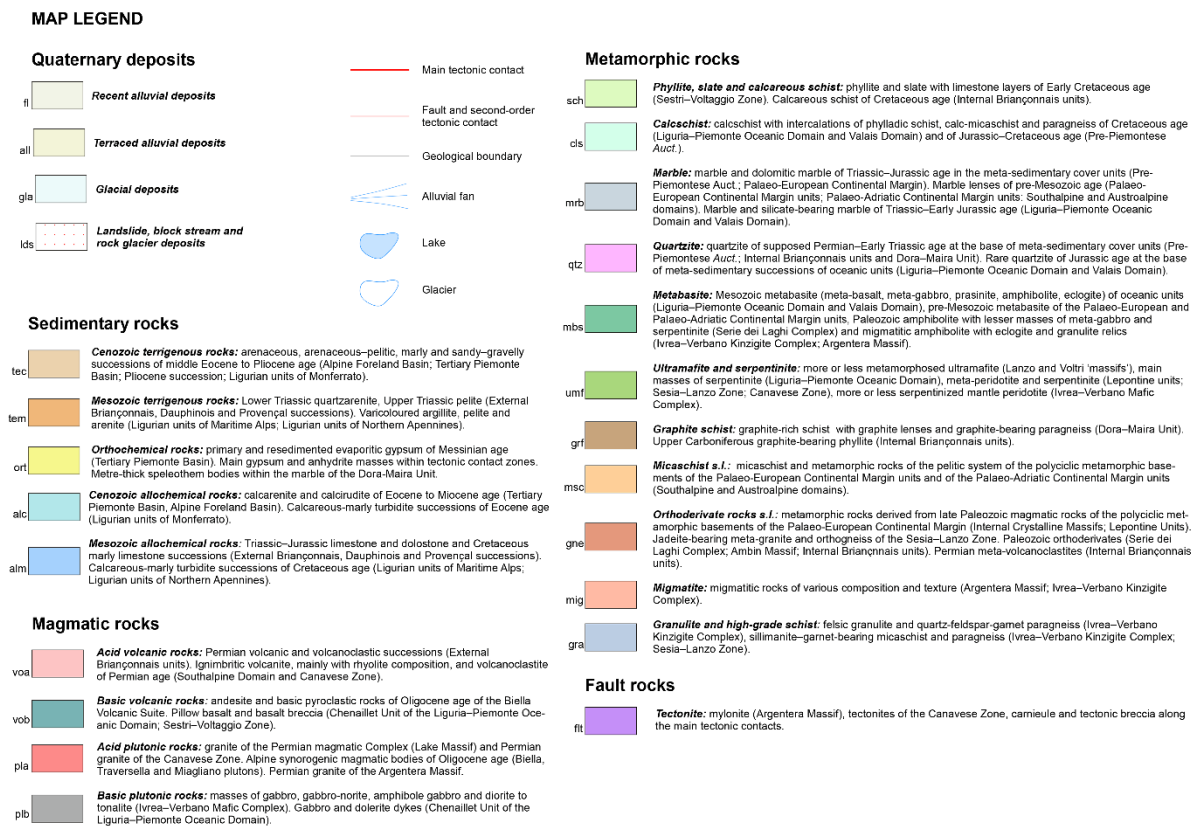 MAP LEGEND
Quaternary deposits
fl
Recent alluvial deposits
all
Terraced alluvial deposits
gla
Glacial deposits
lds
Landslide, block stream and
rock glacier deposits
Main tectonic contact
Fault and second-order
tectonic contact
Geological boundary
Alluvial fan
Lake
Glacier
Sedimentary rocks
tec
Cenozoic terrigenous rocks: arenaceous, arenaceous–pelitic, marly and sandy–gravelly
successions of middle Eocene to Pliocene age (Alpine Foreland Basin; Tertiary Piemonte
Basin; Pliocene succession; Ligurian units of Monferrato).
tem
Mesozoic terrigenous rocks: Lower Triassic quartzarenite, Upper Triassic pelite (External
Briançonnais, Dauphinois and Provençal successions). Varicoloured argillite, pelite and
arenite (Ligurian units of Maritime Alps; Ligurian units of Northern Apennines).
ort
Orthochemical rocks: primary and resedimented evaporitic gypsum of Messinian age
(Tertiary Piemonte Basin). Main gypsum and anhydrite masses within tectonic contact zones.
Metre-thick speleothem bodies within the marble of the Dora-Maira Unit.
alc
Cenozoic allochemical rocks: calcarenite and calcirudite of Eocene to Miocene age (Tertiary
Piemonte Basin, Alpine Foreland Basin). Calcareous-marly turbidite successions of Eocene age
(Ligurian units of Monferrato).
alm
Mesozoic allochemical rocks: Triassic–Jurassic limestone and dolostone and Cretaceous
marly limestone successions (External Briançonnais, Dauphinois and Provençal successions).
Calcareous-marly turbidite successions of Cretaceous age (Ligurian units of Maritime Alps;
Ligurian units of Northern Apennines).
Magmatic rocks
voa
Acid volcanic rocks: Permian volcanic and volcanoclastic successions (External
Briançonnais units). Ignimbritic volcanite, mainly with rhyolite composition, and volcanoclastite
of Permian age (Southalpine Domain and Canavese Zone).
vob
Basic volcanic rocks: andesite and basic pyroclastic rocks of Oligocene age of the Biella
Volcanic Suite. Pillow basalt and basalt breccia (Chenaillet Unit of the Liguria–Piemonte Oce-
anic Domain; Sestri–Voltaggio Zone).
pla
Acid plutonic rocks: granite of the Permian magmatic Complex (Lake Massif) and Permian
granite of the Canavese Zone. Alpine synorogenic magmatic bodies of Oligocene age (Biella,
Traversella and Miagliano plutons). Permian granite of the Argentera Massif.
plb
Basic plutonic rocks: masses of gabbro, gabbro-norite, amphibole gabbro and diorite to
tonalite (Ivrea–Verbano Mafic Complex). Gabbro and dolerite dykes (Chenaillet Unit of the
Liguria–Piemonte Oceanic Domain).
Metamorphic rocks
sch
Phyllite, slate and calcareous schist: phyllite and slate with limestone layers of Early Cretaceous age
(Sestri–Voltaggio Zone). Calcareous schist of Cretaceous age (Internal Briançonnais units).
cls
Calcschist: calcschist with intercalations of phylladic schist, calc-micaschist and paragneiss of Cretaceous age
(Liguria–Piemonte Oceanic Domain and Valais Domain) and of Jurassic–Cretaceous age (Pre-Piemontese
Auct.).
mrb
Marble: marble and dolomitic marble of Triassic–Jurassic age in the meta-sedimentary cover units (Pre-
Piemontese Auct.; Palaeo-European Continental Margin). Marble lenses of pre-Mesozoic age (Palaeo-
European Continental Margin units; Palaeo-Adriatic Continental Margin units: Southalpine and Austroalpine
domains). Marble and silicate-bearing marble of Triassic–Early Jurassic age (Liguria–Piemonte Oceanic
Domain and Valais Domain).
qtz
Quartzite: quartzite of supposed Permian–Early Triassic age at the base of meta-sedimentary cover units (Pre-
Piemontese Auct.; Internal Briançonnais units and Dora–Maira Unit). Rare quartzite of Jurassic age at the base
of meta-sedimentary successions of oceanic units (Liguria–Piemonte Oceanic Domain and Valais Domain).
mbs
Metabasite: Mesozoic metabasite (meta-basalt, meta-gabbro, prasinite, amphibolite, eclogite) of oceanic units
(Liguria–Piemonte Oceanic Domain and Valais Domain), pre-Mesozoic metabasite of the Palaeo-European and
Palaeo-Adriatic Continental Margin units, Paleozoic amphibolite with lesser masses of meta-gabbro and
serpentinite (Serie dei Laghi Complex) and migmatitic amphibolite with eclogite and granulite relics
(Ivrea–Verbano Kinzigite Complex; Argentera Massif).
umf
Ultramafite and serpentinite: more or less metamorphosed ultramafite (Lanzo and Voltri ‘massifs’), main
masses of serpentinite (Liguria–Piemonte Oceanic Domain), meta-peridotite and serpentinite (Lepontine units;
Sesia–Lanzo Zone; Canavese Zone), more or less serpentinized mantle peridotite (Ivrea–Verbano Mafic
Complex).
grf
Graphite schist: graphite-rich schist with graphite lenses and graphite-bearing paragneiss (Dora–Maira Unit).
Upper Carboniferous graphite-bearing phyllite (Internal Briançonnais units).
msc
Micaschist s.l.: micaschist and metamorphic rocks of the pelitic system of the polyciclic metamorphic base-
ments of the Palaeo-European Continental Margin units and of the Palaeo-Adriatic Continental Margin units
(Southalpine and Austroalpine domains).
gne
Orthoderivate rocks s.l.: metamorphic rocks derived from late Paleozoic magmatic rocks of the polyciclic met-
amorphic basements of the Palaeo-European Continental Margin (Internal Crystalline Massifs; Lepontine Units).
Jadeite-bearing meta-granite and orthogneiss of the Sesia–Lanzo Zone. Paleozoic orthoderivates (Serie dei
Laghi Complex; Ambin Massif; Internal Briançnnais units). Permian meta-volcanoclastites (Internal Briançonnais
units).
mig
Migmatite: migmatitic rocks of various composition and texture (Argentera Massif; Ivrea–Verbano Kinzigite
Complex).
gra
Granulite and high-grade schist: felsic granulite and quartz-feldspar-garnet paragneiss (Ivrea–Verbano
Kinzigite Complex), sillimanite–garnet-bearing micaschist and paragneiss (Ivrea–Verbano Kinzigite Complex;
Sesia–Lanzo Zone).
Fault rocks
flt
Tectonite: mylonite (Argentera Massif), tectonites of the Canavese Zone, carnieule and tectonic breccia along
the main tectonic contacts.